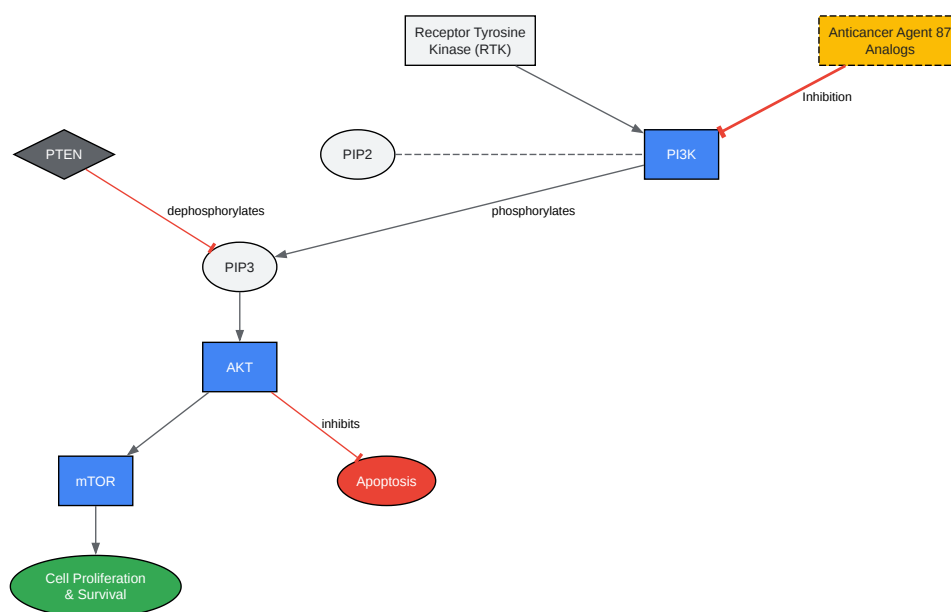 Receptor Tyrosine
Kinase (RTK)
Anticancer Agent 87
Analogs
Inhibition
PTEN
PIP2
PI3K
dephosphorylates
phosphorylates
PIP3
AKT
inhibits
mTOR
Apoptosis
Cell Proliferation
& Survival